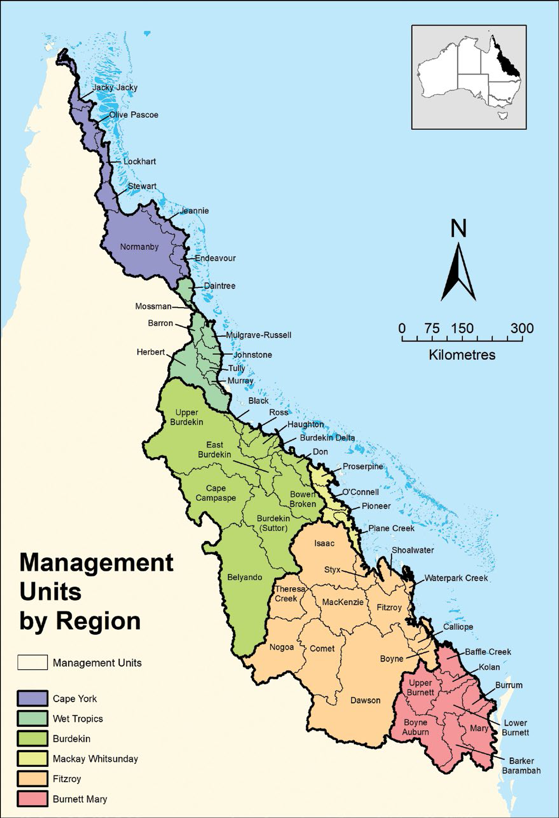 Jacky Jacky
Olive Pascoe
Lockhart
Stewart
Jeannie
Normanby
Endeavour
Daintree
Mossman
Barron
Mulgrave-Russell
Johnstone
Herbert
Tully
Murray
Black
Ross
Upper
Burdekin
Haughton
Burdekin Delta
East
Burdekin
Don
Proserpine
Cape
Campaspe
Bowen
Broken
O'Connell
Pioneer
Burdekin
(Suttor)
Plane Creek
Isaac
Shoalwater
Styx
Belyando
Waterpark Creek
Theresa
Creek
MacKenzie
Fitzroy
Calliope
Nogoa
Comet
Boyne
Baffle Creek
Kolan
Upper
Burnett
Burrum
Dawson
Boyne
Auburn
Mary
Lower
Burnett
Barker
Barambah
N
0 75 150 300
Kilometres
Management
Units
by Region
Management Units
Cape York
Wet Tropics
Burdekin
Mackay Whitsunday
Fitzroy
Burnett Mary